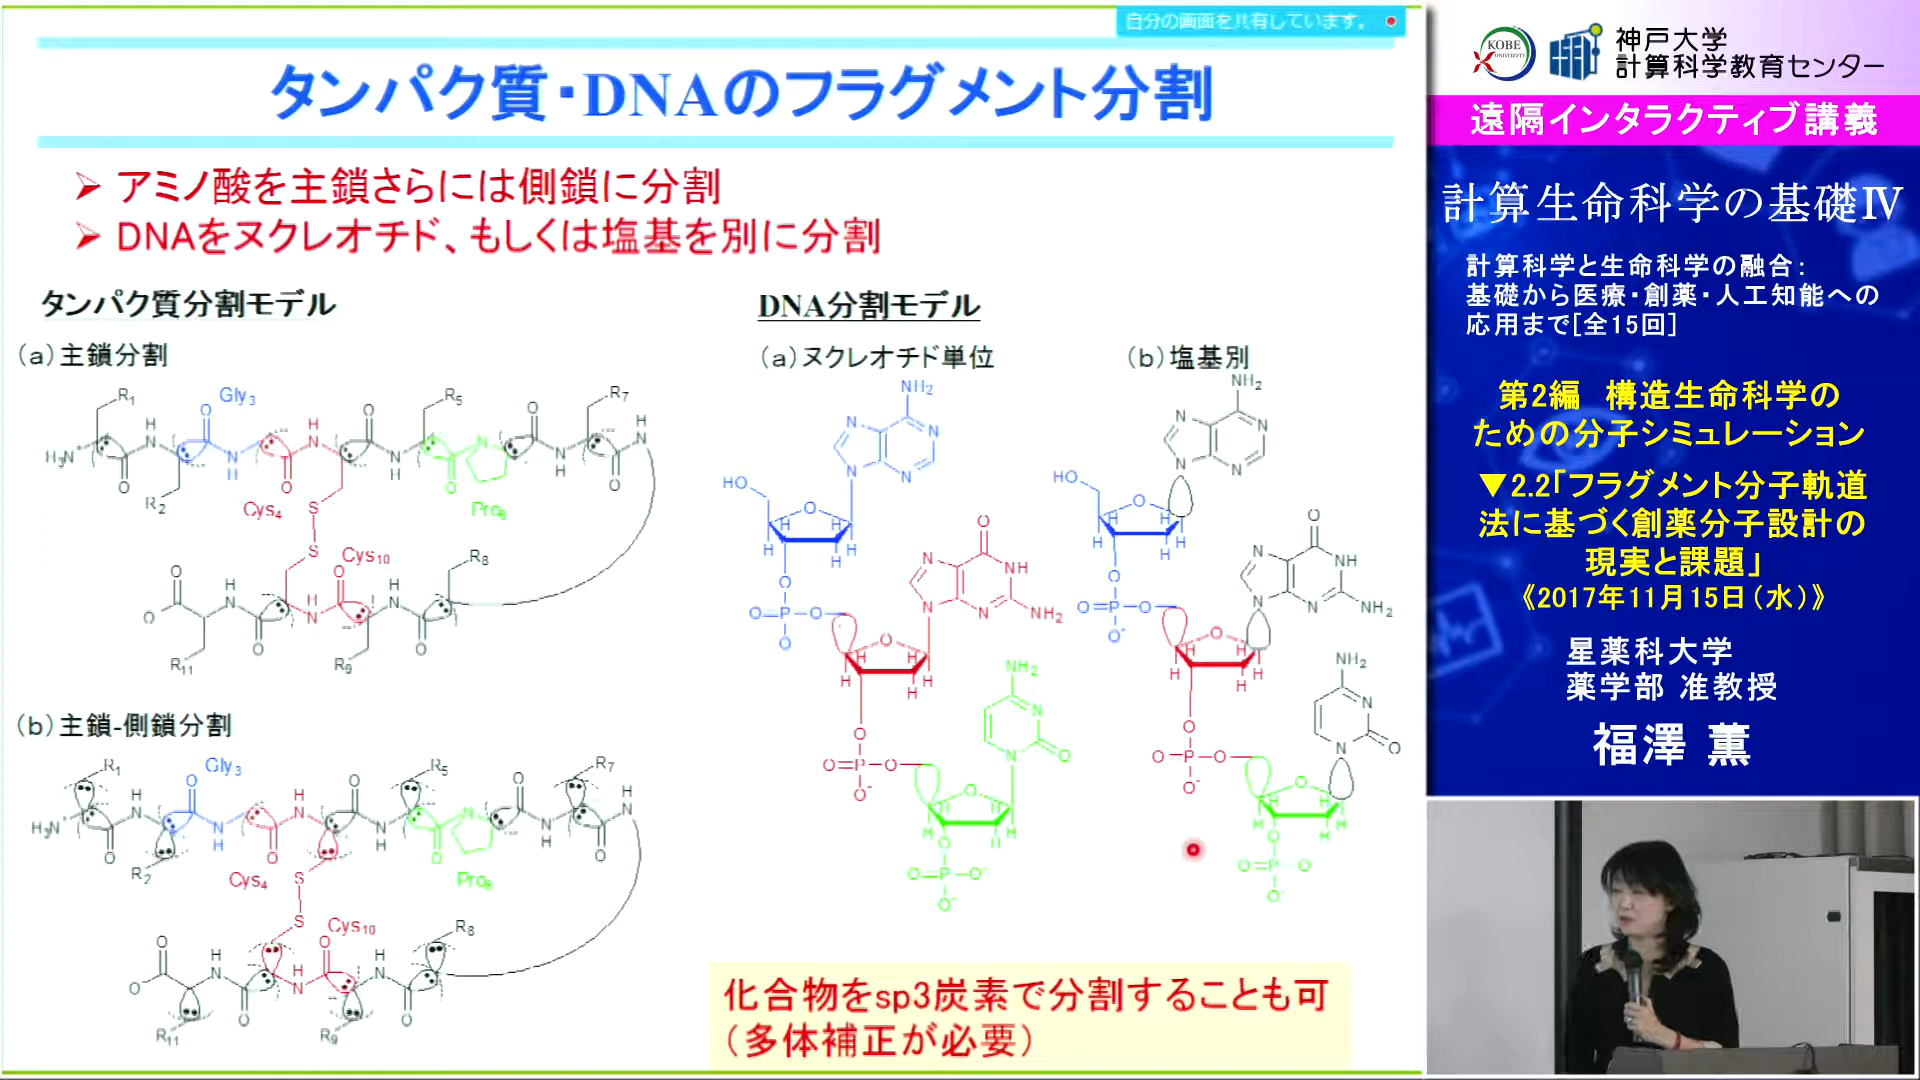 自分の画面を共有しています。
タンパク質・DNAのフラグメント分割
➢ アミノ酸を主鎖さらには側鎖に分割
➢ DNAをヌクレオチド、もしくは塩基を別に分割
タンパク質分割モデル
(a)主鎖分割
R1
Gly3
R5
R7
H3N
R2
Cys4
Pro6
S
S
Cys10
R8
R11
R9
(b)主鎖-側鎖分割
R1
Gly3
R5
R7
H3N
R2
Cys4
Pro6
S
S
Cys10
R8
R11
R9
DNA分割モデル
(a)ヌクレオチド単位
(b)塩基別
NH2
HO
NH
NH2
NH2
NH2
HO
NH
NH2
NH2
化合物をsp3炭素で分割することも可
(多体補正が必要)
KOBE
UNIVERSITY
神戸大学
計算科学教育センター
遠隔インタラクティブ講義
計算生命科学の基礎Ⅳ
計算科学と生命科学の融合:
基礎から医療・創薬・人工知能への
応用まで[全15回]
第2編 構造生命科学の
ための分子シミュレーション
▼2.2「フラグメント分子軌道
法に基づく創薬分子設計の
現実と課題」
《2017年11月15日(水)》
星薬科大学
薬学部 准教授
福澤 薫